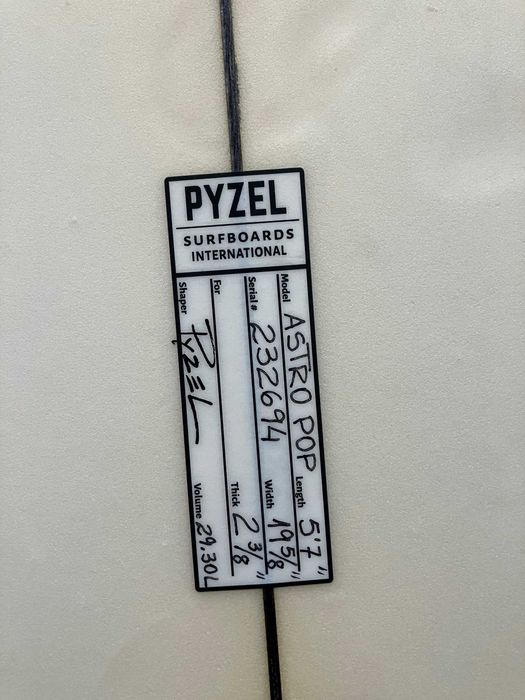 PYZEL
SURFBOARDS
INTERNATIONAL
Model ASTRO POP Length 5'7"
Serial# 232694 Width 19 5/8"
For Thick 2 3/8"
Shaper PYZEL Volume 29.30L